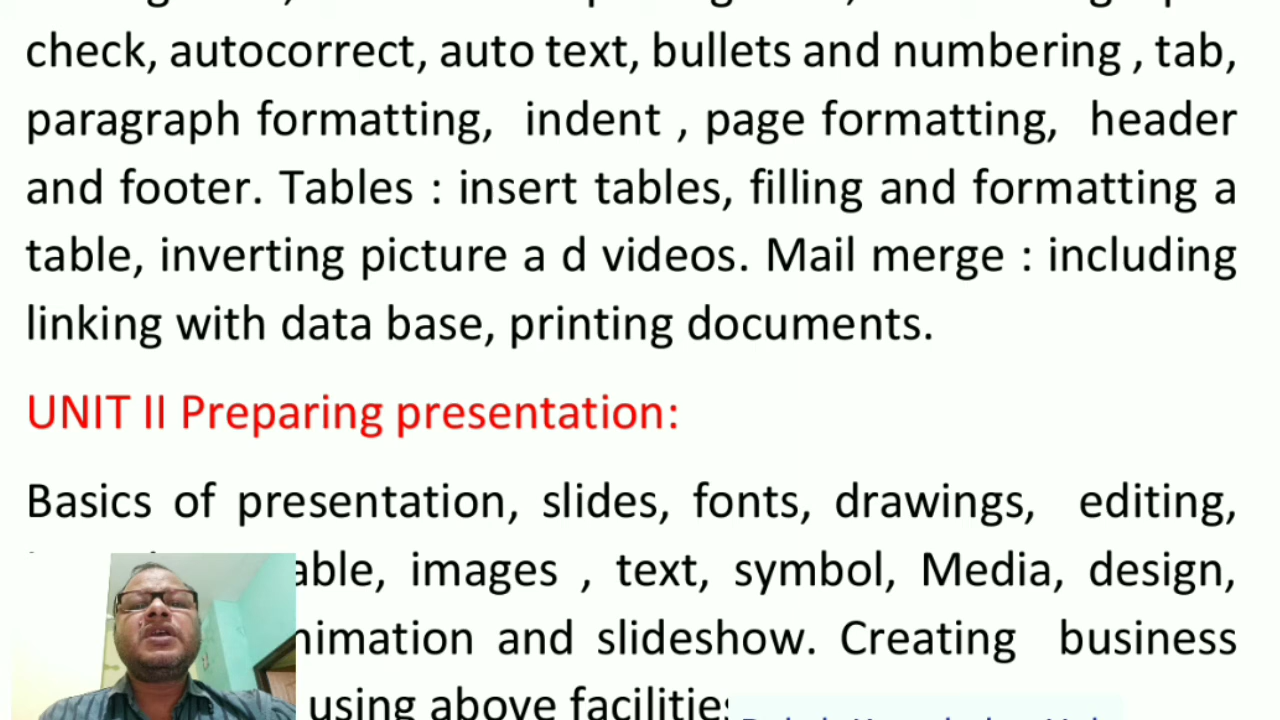 check, autocorrect, auto text, bullets and numbering , tab,
paragraph formatting, indent , page formatting, header
and footer. Tables : insert tables, filling and formatting a
table, inverting picture a d videos. Mail merge : including
linking with data base, printing documents.
UNIT II Preparing presentation:
Basics of presentation, slides, fonts, drawings, editing,
images , text, symbol, Media, design,
and slideshow. Creating business
using above facilities